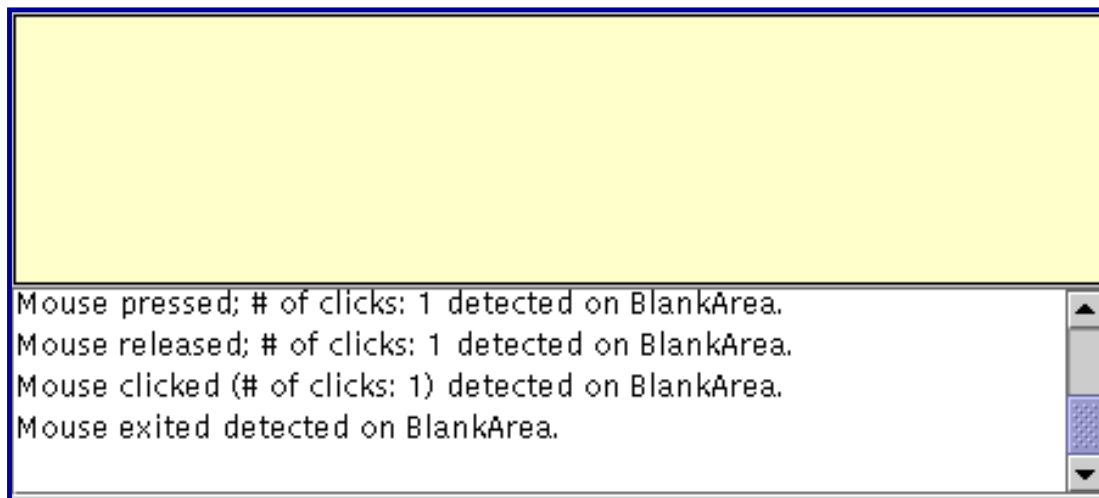 Mouse pressed; # of clicks: 1 detected on BlankArea.
Mouse released; # of clicks: 1 detected on BlankArea.
Mouse clicked (# of clicks: 1) detected on BlankArea.
Mouse exited detected on BlankArea.